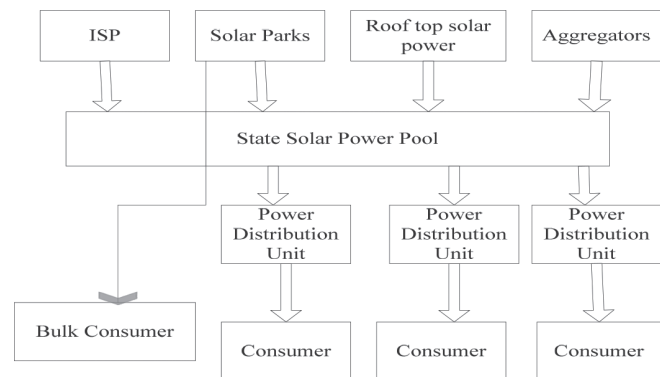 ISP
Solar Parks
Roof top solar
power
Aggregators
State Solar Power Pool
Power
Distribution
Unit
Power
Distribution
Unit
Power
Distribution
Unit
Bulk Consumer
Consumer
Consumer
Consumer